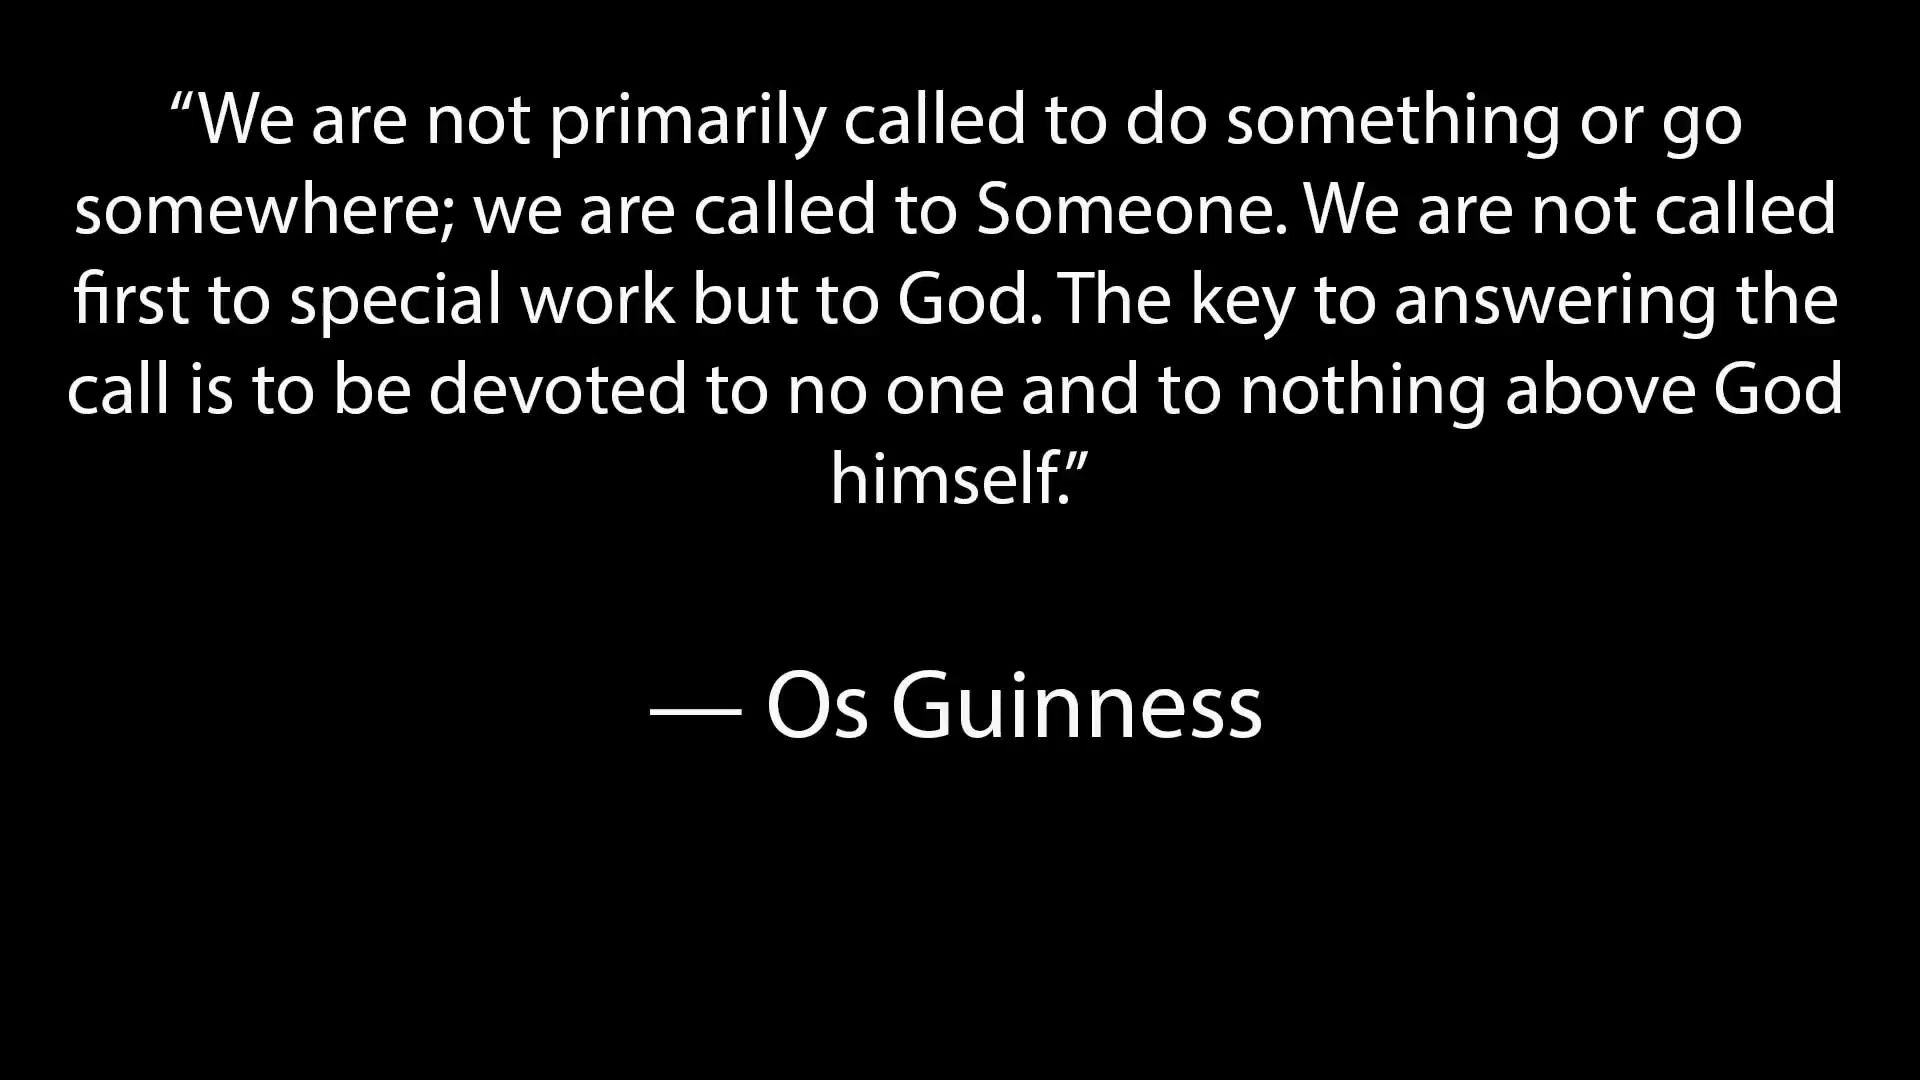 “We are not primarily called to do something or go
somewhere; we are called to Someone. We are not called
first to special work but to God. The key to answering the
call is to be devoted to no one and to nothing above God
himself.”
— Os Guinness